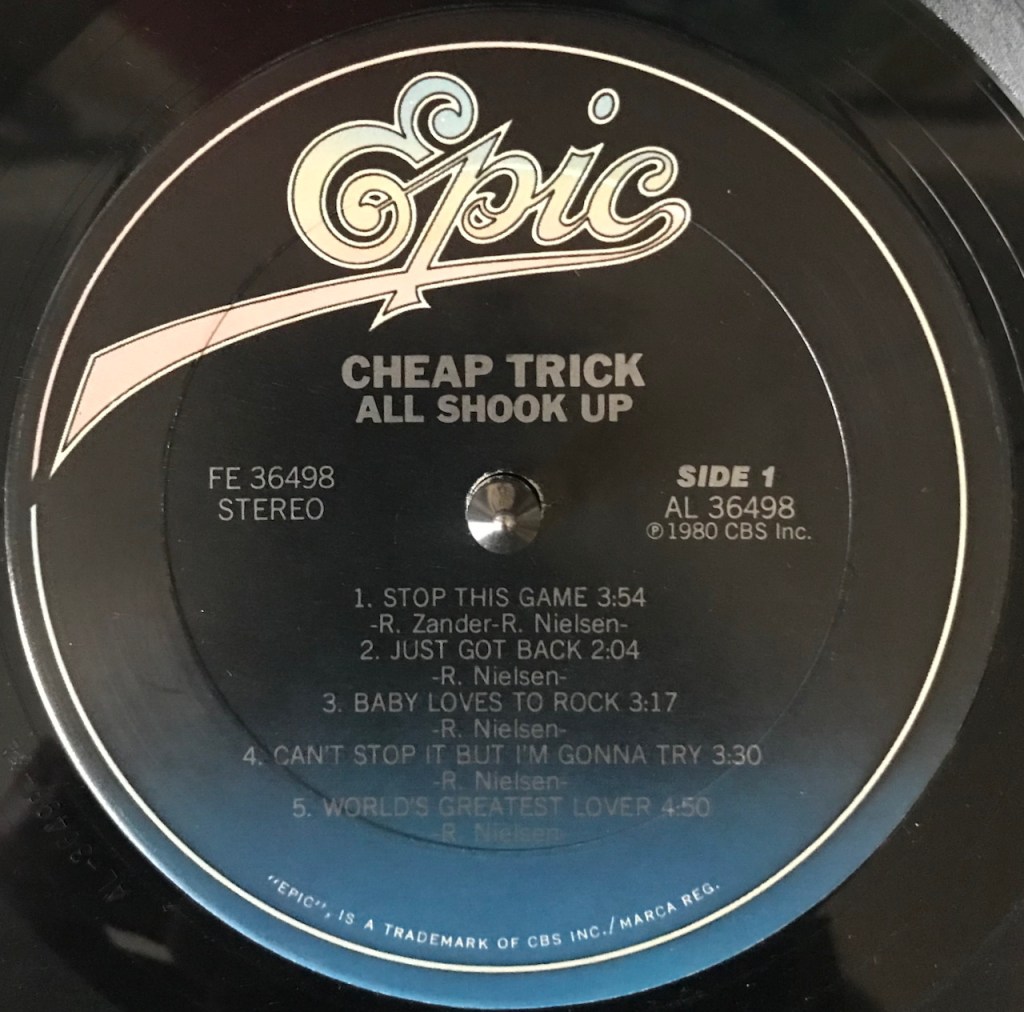 Epic
CHEAP TRICK
ALL SHOOK UP
FE 36498
STEREO
SIDE 1
AL 36498
℗ 1980 CBS Inc.
1. STOP THIS GAME 3:54
-R. Zander-R. Nielsen-
2. JUST GOT BACK 2:04
-R. Nielsen-
3. BABY LOVES TO ROCK 3:17
-R. Nielsen-
4. CAN'T STOP IT BUT I'M GONNA TRY 3:30
-R. Nielsen-
5. WORLD'S GREATEST LOVER 4:50
-R. Nielsen-
"EPIC", IS A TRADEMARK OF CBS INC./MARCA REG.